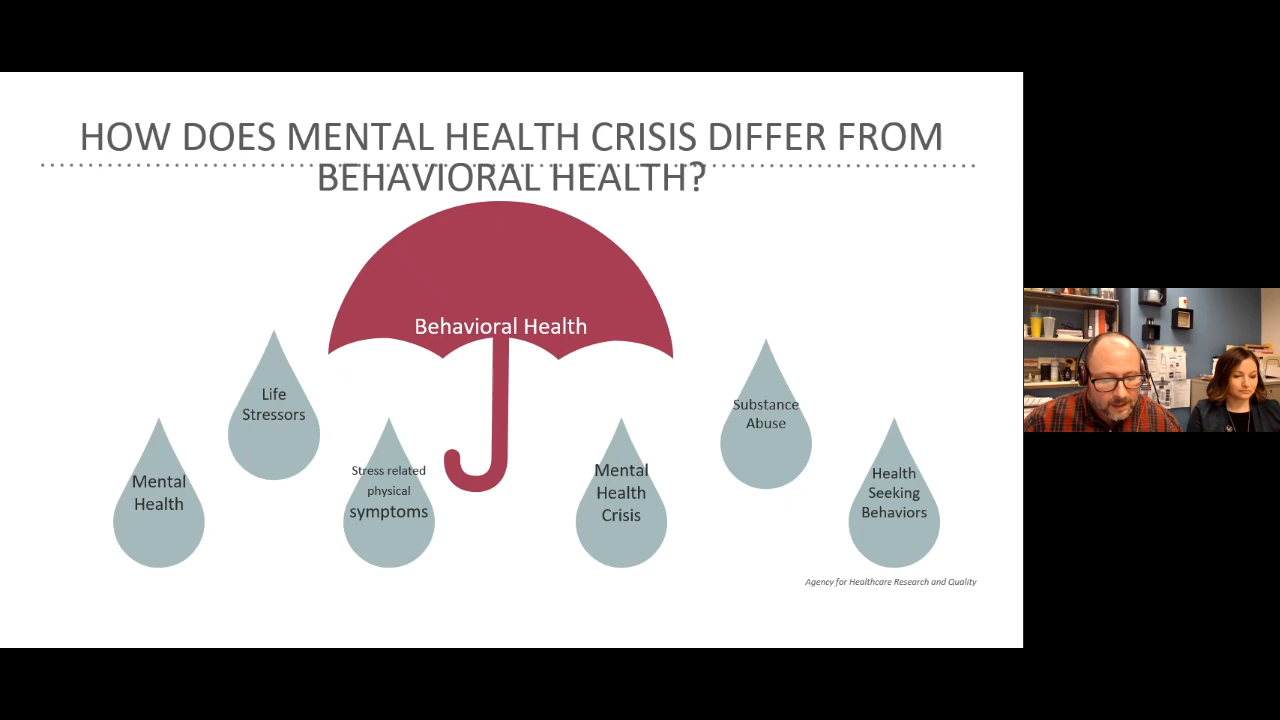 HOW DOES MENTAL HEALTH CRISIS DIFFER FROM
BEHAVIORAL HEALTH?
Behavioral Health
Mental
Health
Life
Stressors
Stress related
physical
symptoms
Mental
Health
Crisis
Substance
Abuse
Health
Seeking
Behaviors
Agency for Healthcare Research and Quality